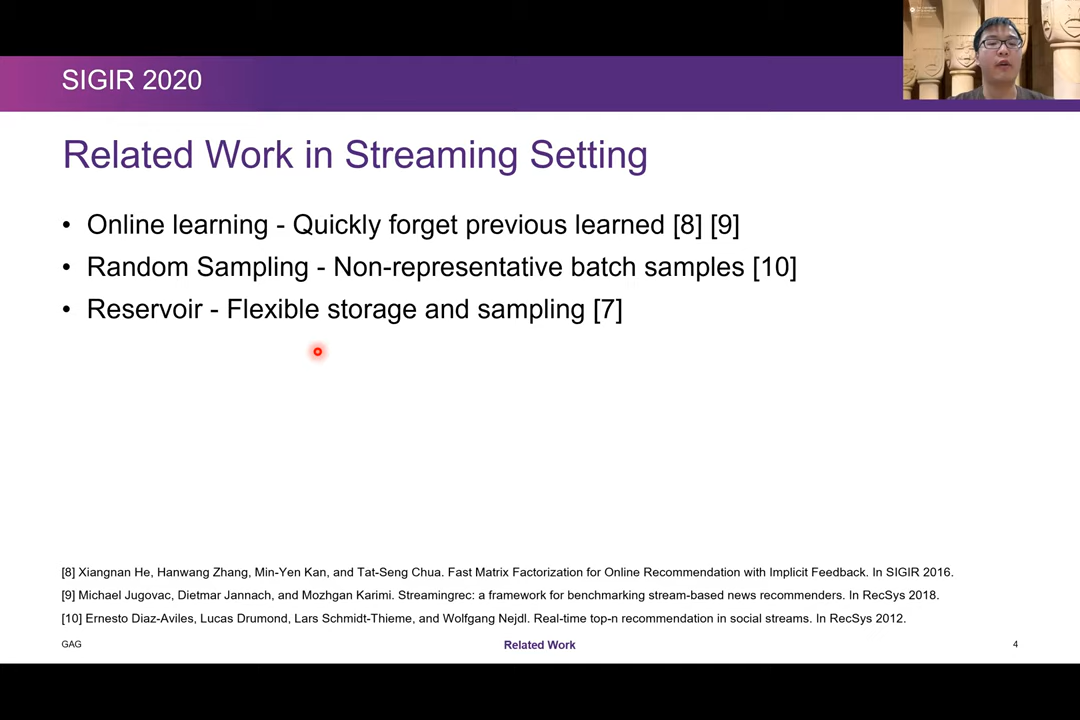 SIGIR 2020
Related Work in Streaming Setting
• Online learning - Quickly forget previous learned [8] [9]
• Random Sampling - Non-representative batch samples [10]
• Reservoir - Flexible storage and sampling [7]
[8] Xiangnan He, Hanwang Zhang, Min-Yen Kan, and Tat-Seng Chua. Fast Matrix Factorization for Online Recommendation with Implicit Feedback. In SIGIR 2016.
[9] Michael Jugovac, Dietmar Jannach, and Mozhgan Karimi. Streamingrec: a framework for benchmarking stream-based news recommenders. In RecSys 2018.
[10] Ernesto Diaz-Aviles, Lucas Drumond, Lars Schmidt-Thieme, and Wolfgang Nejdl. Real-time top-n recommendation in social streams. In RecSys 2012.
GAG
Related Work
4